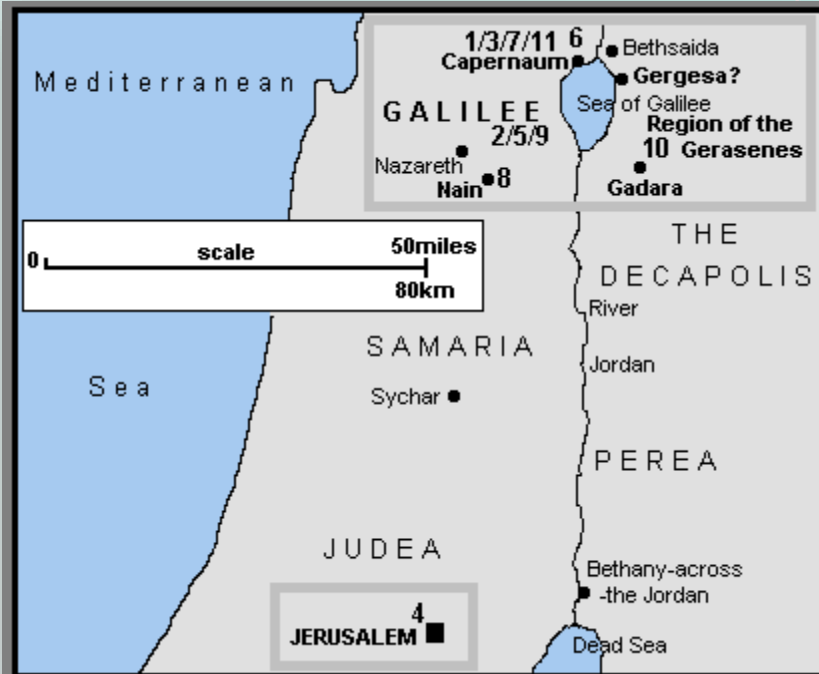 1/3/7/11 6
Bethsaida
Capernaum
Mediterranean
Gergesa?
Sea of Galilee
GALILEE
Region of the
2/5/9
10 Gerasenes
Nazareth
Nain 8
Gadara
THE
DECAPOLIS
scale
50miles
0
80km
River
SAMARIA
Jordan
Sea
Sychar
PEREA
JUDEA
Bethany-across
-the Jordan
4
JERUSALEM
Dead Sea